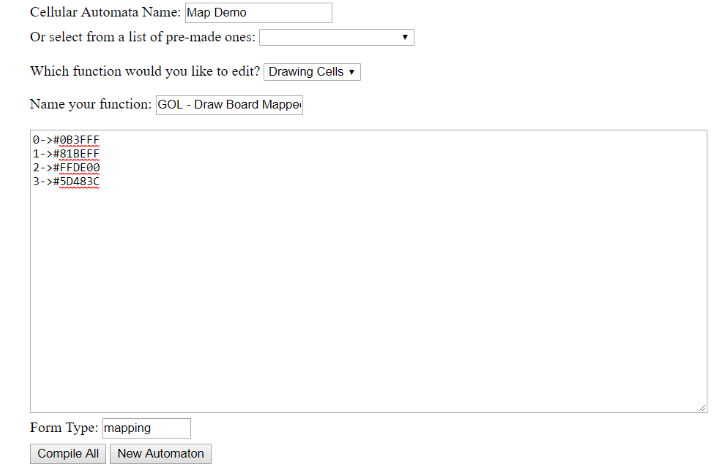 Cellular Automata Name: Map Demo
Or select from a list of pre-made ones:
Which function would you like to edit? Drawing Cells
Name your function: GOL - Draw Board Mapped
0->#0B3FFF
1->#81BEFF
2->#FFDE00
3->#5D483C
Form Type: mapping
Compile All New Automaton